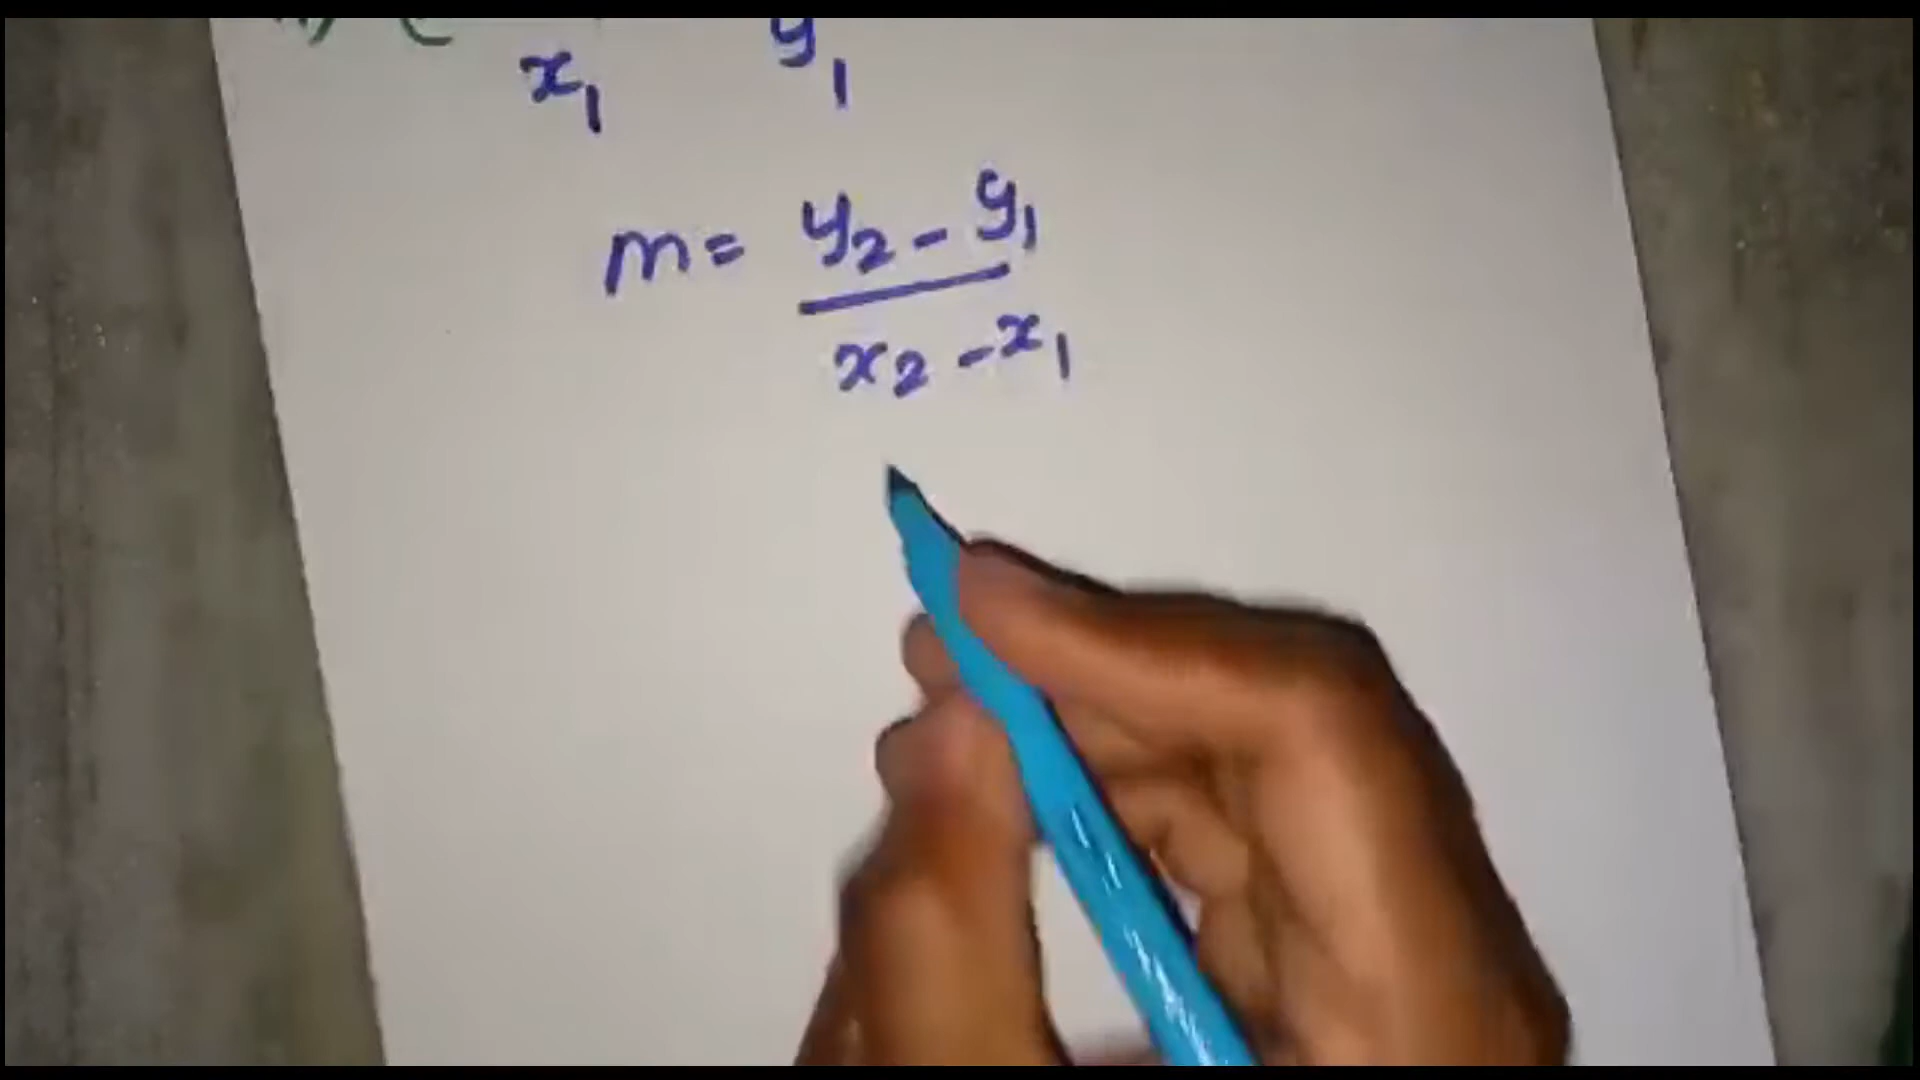 x₁ y₁
m = y₂ - y₁
x₂ - x₁